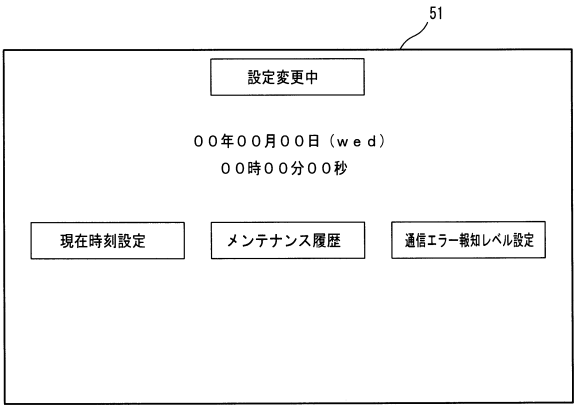 51
設定変更中
００年００月００日（ｗｅｄ）
００時００分００秒
現在時刻設定
メンテナンス履歴
通信エラー報知レベル設定